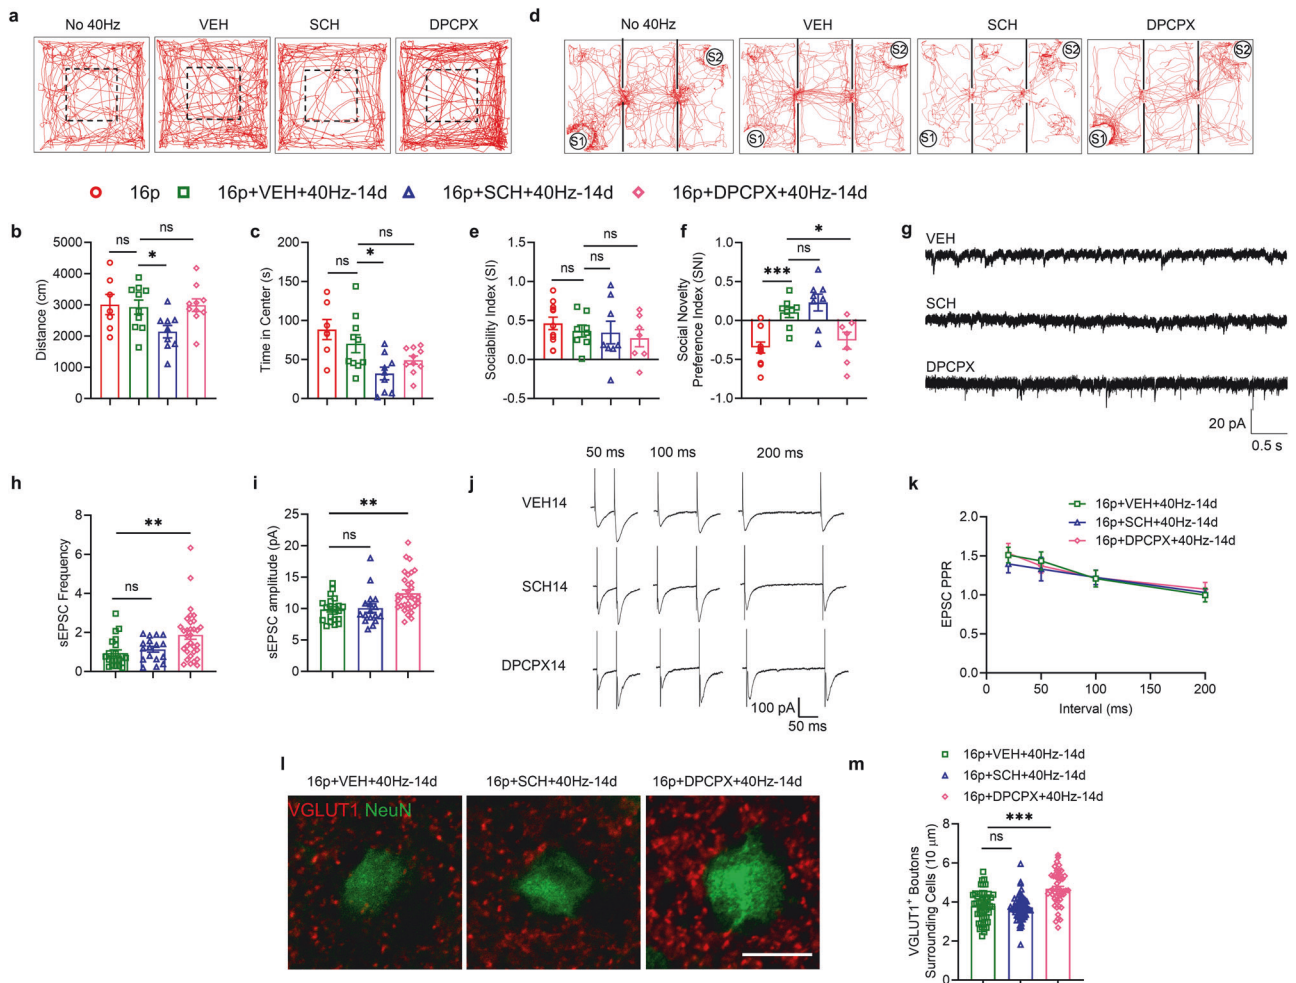 a
No 40Hz VEH SCH DPCPX
d
No 40Hz VEH SCH DPCPX
S1 S2
S1 S2
S1 S2
S1 S2
16p 16p+VEH+40Hz-14d 16p+SCH+40Hz-14d 16p+DPCPX+40Hz-14d
b
Distance (cm)
5000
4000
3000
2000
1000
0
ns
*
ns
c
Time in Center (s)
200
150
100
50
0
ns
*
ns
e
Sociability Index (SI)
1.5
1.0
0.5
0.0
-0.5
ns
ns
ns
f
Social Novelty
Preference Index (SNI)
1.0
0.5
0.0
-0.5
-1.0
***
ns
*
g
VEH
SCH
DPCPX
20 pA
0.5 s
h
sEPSC Frequency
8
6
4
2
0
ns
**
i
sEPSC amplitude (pA)
25
20
15
10
5
0
ns
**
j
50 ms 100 ms 200 ms
VEH14
SCH14
DPCPX14
100 pA
50 ms
k
16p+VEH+40Hz-14d
16p+SCH+40Hz-14d
16p+DPCPX+40Hz-14d
EPSC PPR
2.0
1.5
1.0
0.5
0.0
0 50 100 150 200
Interval (ms)
l
16p+VEH+40Hz-14d 16p+SCH+40Hz-14d 16p+DPCPX+40Hz-14d
VGLUT1 NeuN
m
16p+VEH+40Hz-14d
16p+SCH+40Hz-14d
16p+DPCPX+40Hz-14d
VGLUT1+ Boutons
Surrounding Cells (10 μm)
8
6
4
2
0
ns
***